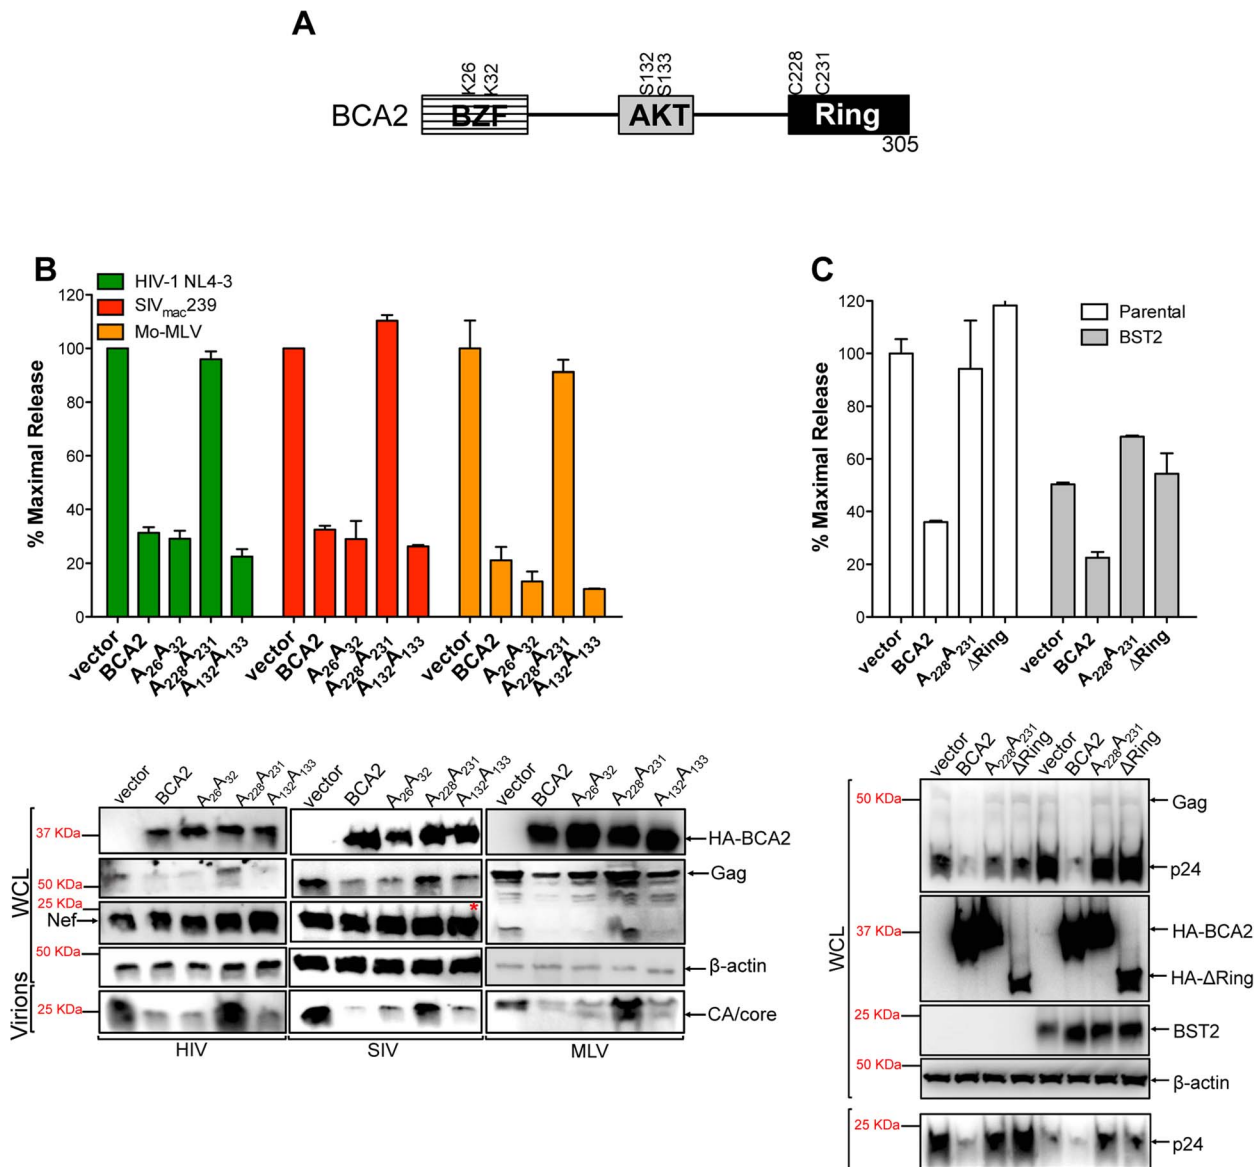 A
K26
K32
S132
S133
C228
C231
BCA2
BZF
AKT
Ring
305
B
HIV-1 NL4-3
SIVmac239
Mo-MLV
% Maximal Release
120
100
80
60
40
20
0
vector
BCA2
A26A32
A228A231
A132A133
vector
BCA2
A26A32
A228A231
A132A133
vector
BCA2
A26A32
A228A231
A132A133
C
Parental
BST2
% Maximal Release
120
100
80
60
40
20
0
vector
BCA2
A228A231
ΔRing
vector
BCA2
A228A231
ΔRing
vector
BCA2
A26A32
A228A231
A132A133
vector
BCA2
A26A32
A228A231
A132A133
vector
BCA2
A26A32
A228A231
A132A133
WCL
37 KDa
HA-BCA2
50 KDa
Gag
25 KDa
Nef
*
50 KDa
β-actin
Virions
25 KDa
CA/core
HIV
SIV
MLV
vector
BCA2
A228A231
ΔRing
vector
BCA2
A228A231
ΔRing
WCL
50 KDa
Gag
p24
37 KDa
HA-BCA2
HA-ΔRing
25 KDa
BST2
50 KDa
β-actin
25 KDa
p24